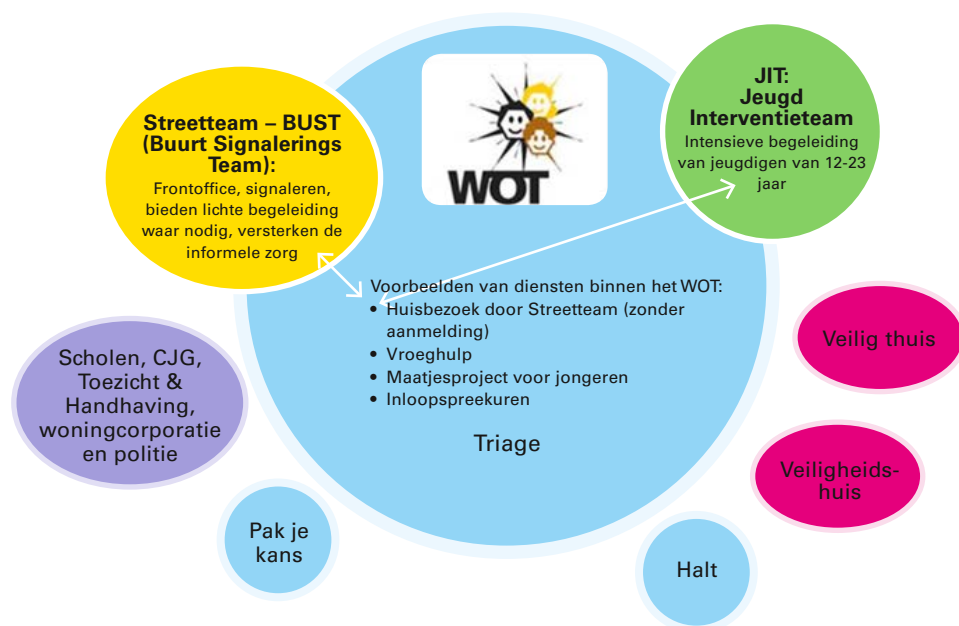 Streetteam – BUST
(Buurt Signalerings
Team):
Frontoffice, signaleren,
bieden lichte begeleiding
waar nodig, versterken de
informele zorg
WOT
JIT:
Jeugd
Interventieteam
Intensieve begeleiding
van jeugdigen van 12-23
jaar
Voorbeelden van diensten binnen het WOT:
• Huisbezoek door Streetteam (zonder
aanmelding)
• Vroeghulp
• Maatjesproject voor jongeren
• Inloopspreekuren
Triage
Scholen, CJG,
Toezicht &
Handhaving,
woningcorporatie
en politie
Veilig thuis
Veiligheids-
huis
Pak je
kans
Halt